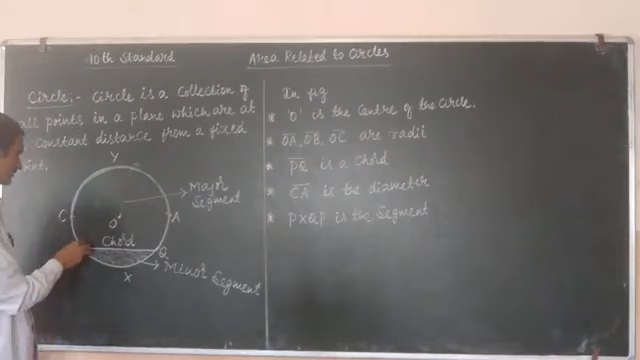 10th Standard
Area Related to Circles
Circle:- Circle is a collection of
all points in a plane which are at
constant distance from a fixed
Y
Major
Segment
C
O
A
Chord
Q
X
Minor Segment
In fig
* 'O' is the centre of the circle.
* OA, OB, OC are radii
* PQ is a chord
* CA is the diameter
* PXQP is the Segment